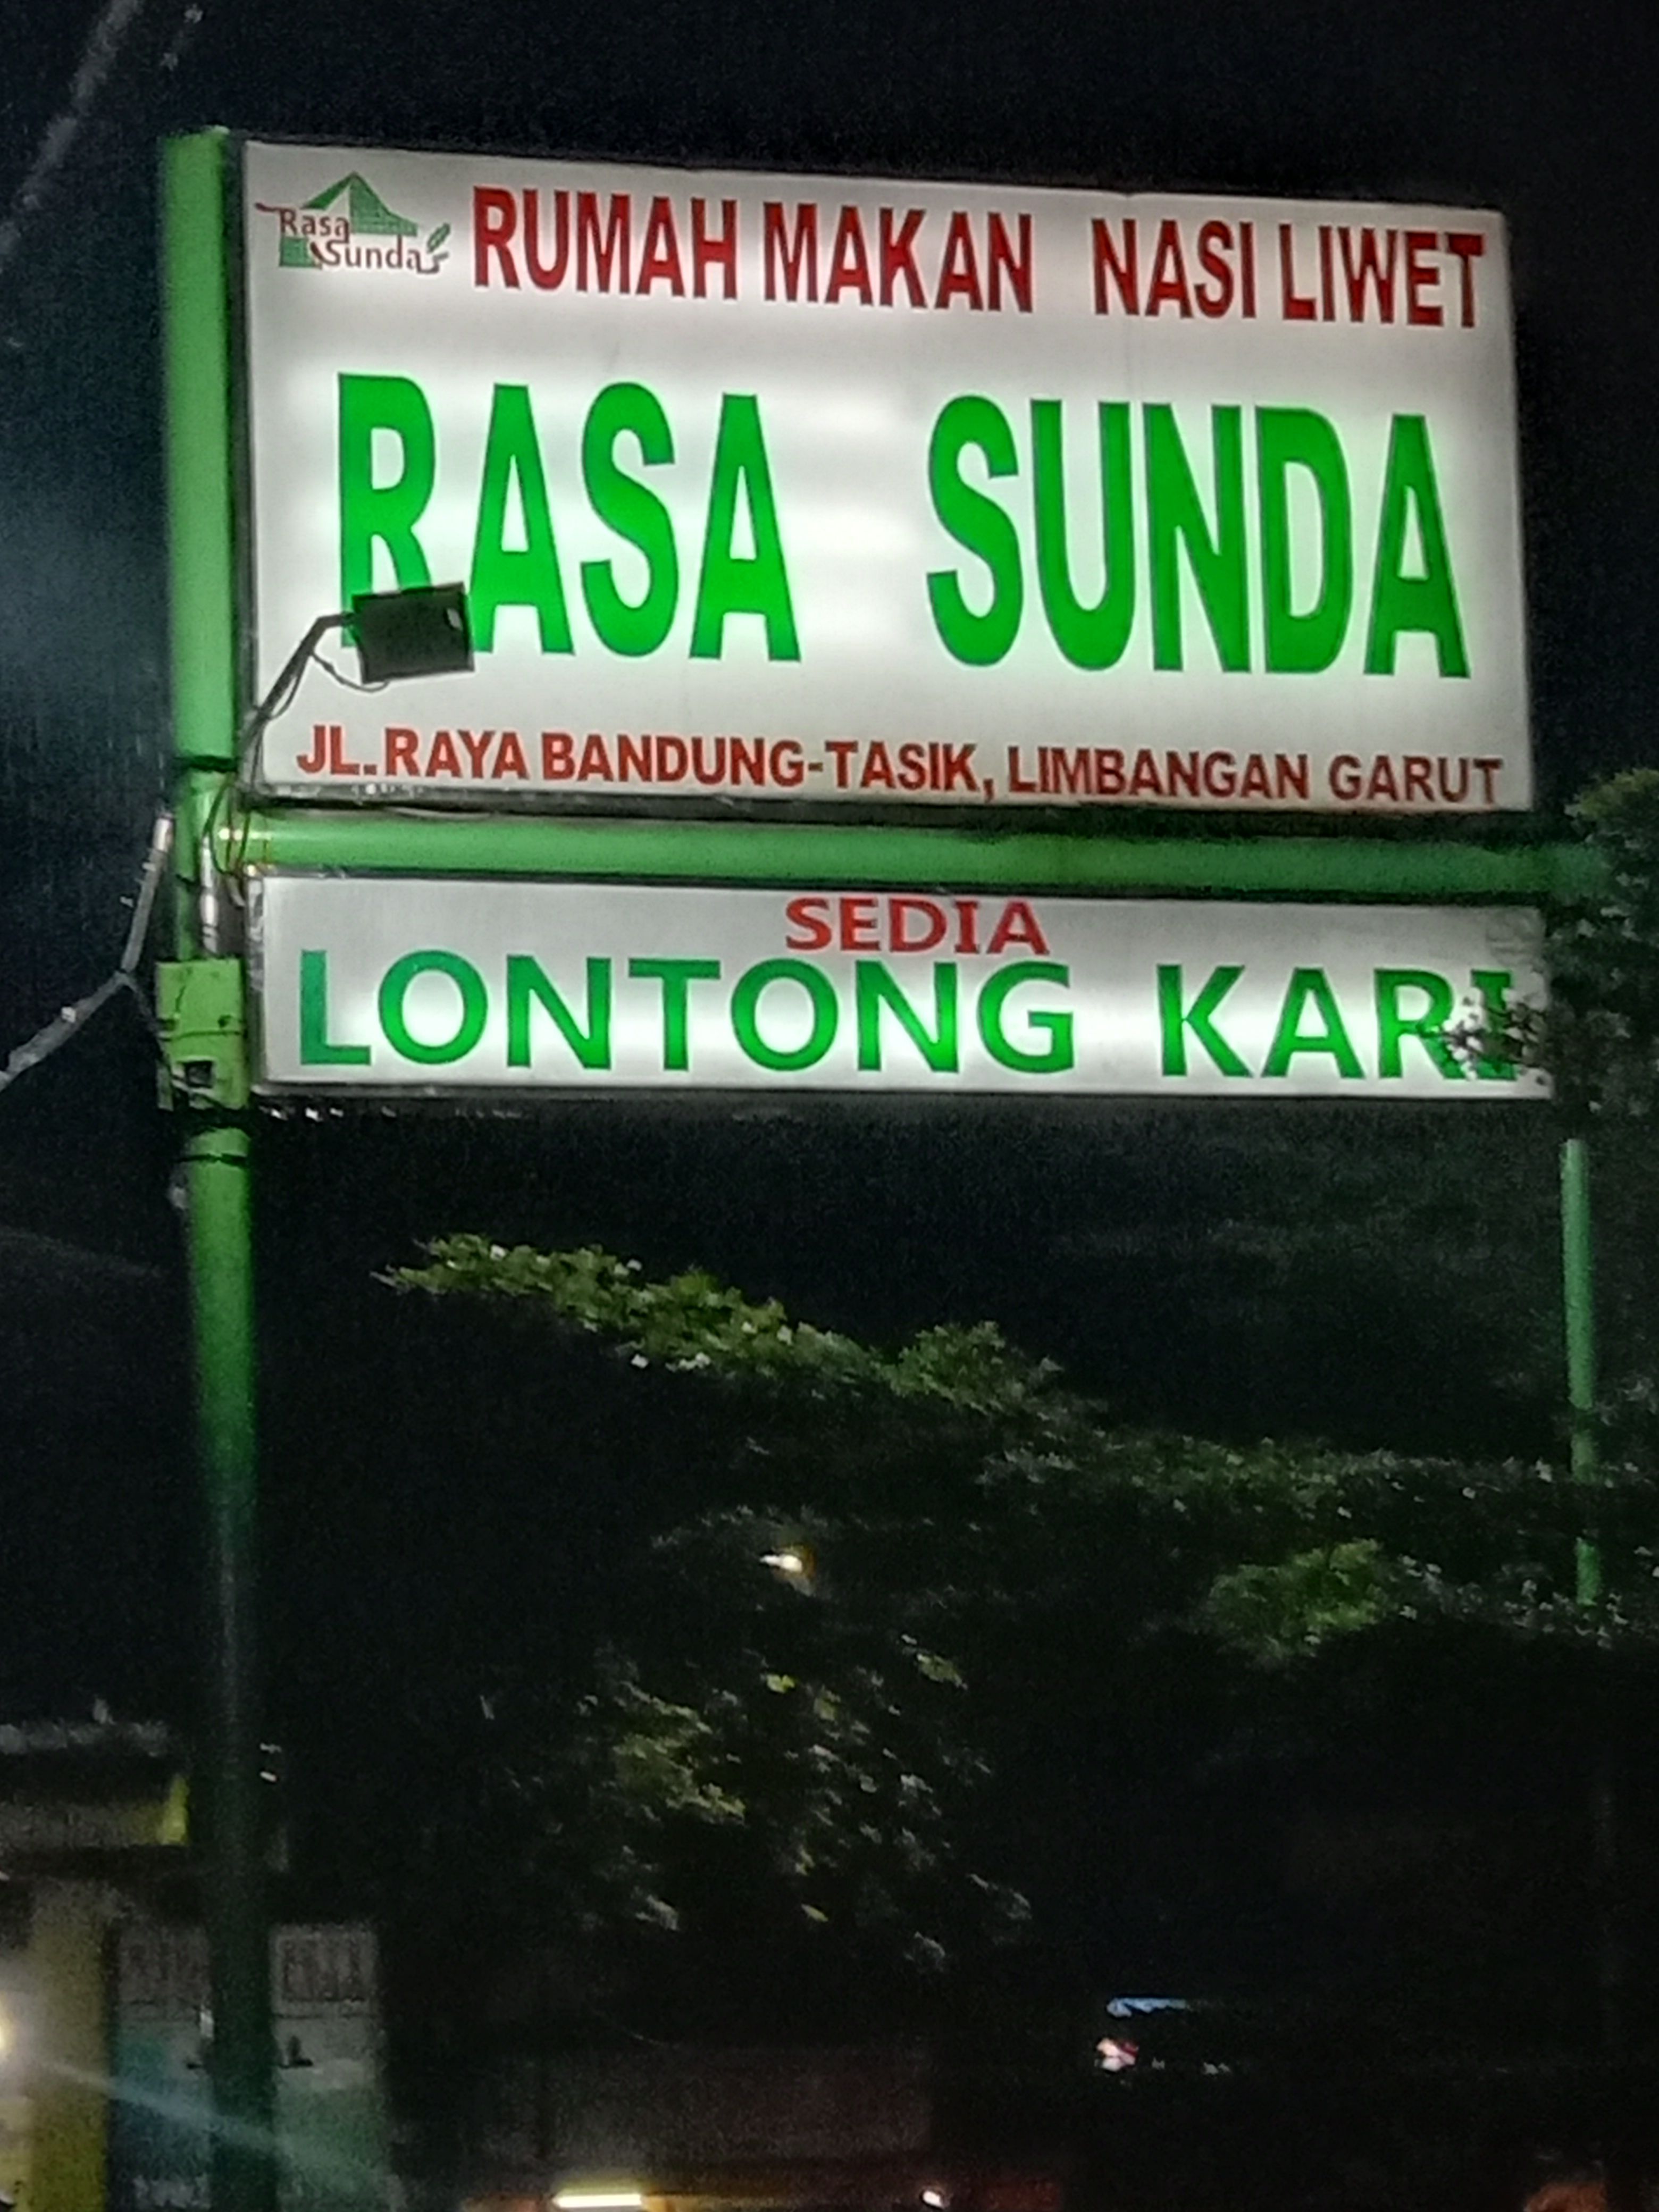 Rasa
Sunda
RUMAH MAKAN NASI LIWET
RASA SUNDA
JL.RAYA BANDUNG-TASIK, LIMBANGAN GARUT
SEDIA
LONTONG KARI